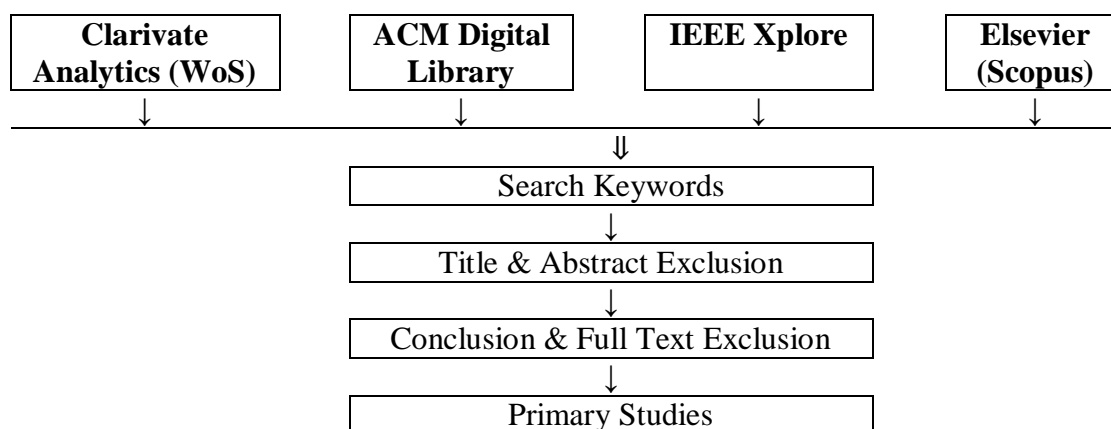 Clarivate
Analytics (WoS)
ACM Digital
Library
IEEE Xplore
Elsevier
(Scopus)
↓ ↓ ↓ ↓
⇓
Search Keywords
↓
Title & Abstract Exclusion
↓
Conclusion & Full Text Exclusion
↓
Primary Studies